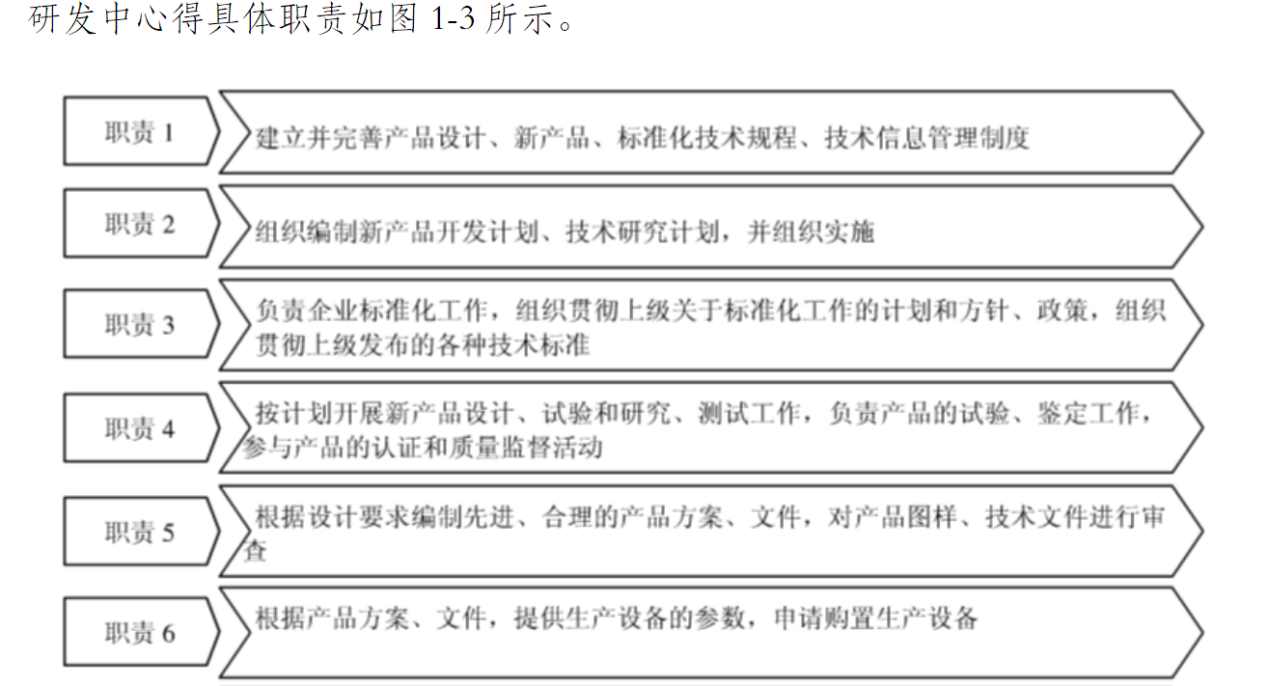 研发中心得具体职责如图 1-3 所示。
职责 1
建立并完善产品设计、新产品、标准化技术规程、技术信息管理制度
职责 2
组织编制新产品开发计划、技术研究计划，并组织实施
职责 3
负责企业标准化工作，组织贯彻上级关于标准化工作的计划和方针、政策，组织
贯彻上级发布的各种技术标准
职责 4
按计划开展新产品设计、试验和研究、测试工作，负责产品的试验、鉴定工作，
参与产品的认证和质量监督活动
职责 5
根据设计要求编制先进、合理的产品方案、文件，对产品图样、技术文件进行审
查
职责 6
根据产品方案、文件，提供生产设备的参数，申请购置生产设备